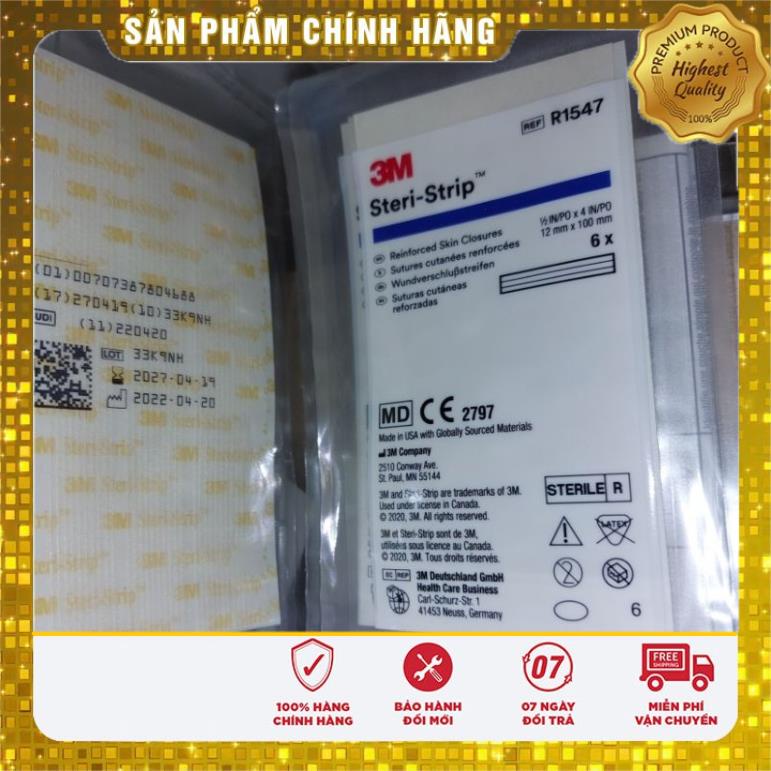 SẢN PHẨM CHÍNH HÃNG
PREMIUM PRODUCT
Highest
Quality
100%
3M Steri-Strip™
(01)00707387804688
(17)270419(10)33K9NH
UDI
(11)220420
LOT 33K9NH
2027-04-19
2022-04-20
REF R1547
3M
Steri-Strip™
½ IN/PO x 4 IN/PO
12 mm x 100 mm
6 x
Reinforced Skin Closures
Sutures cutanées renforcées
Wundverschlußstreifen
Suturas cutáneas
reforzadas
MD CE 2797
Made in USA with Globally Sourced Materials
3M Company
2510 Conway Ave.
St. Paul, MN 55144
3M and Steri-Strip are trademarks of 3M.
Used under license in Canada.
© 2020, 3M. All rights reserved.
3M et Steri-Strip sont de 3M,
utilisées sous licence au Canada.
© 2020, 3M. Tous droits réservés.
EC REP 3M Deutschland GmbH
Health Care Business
Carl-Schurz-Str. 1
41453 Neuss, Germany
STERILE R
LATEX
2
6
100% HÀNG
CHÍNH HÃNG
BẢO HÀNH
ĐỔI MỚI
07
07 NGÀY
ĐỔI TRẢ
FREE
SHIPPING
MIỄN PHÍ
VẬN CHUYỂN